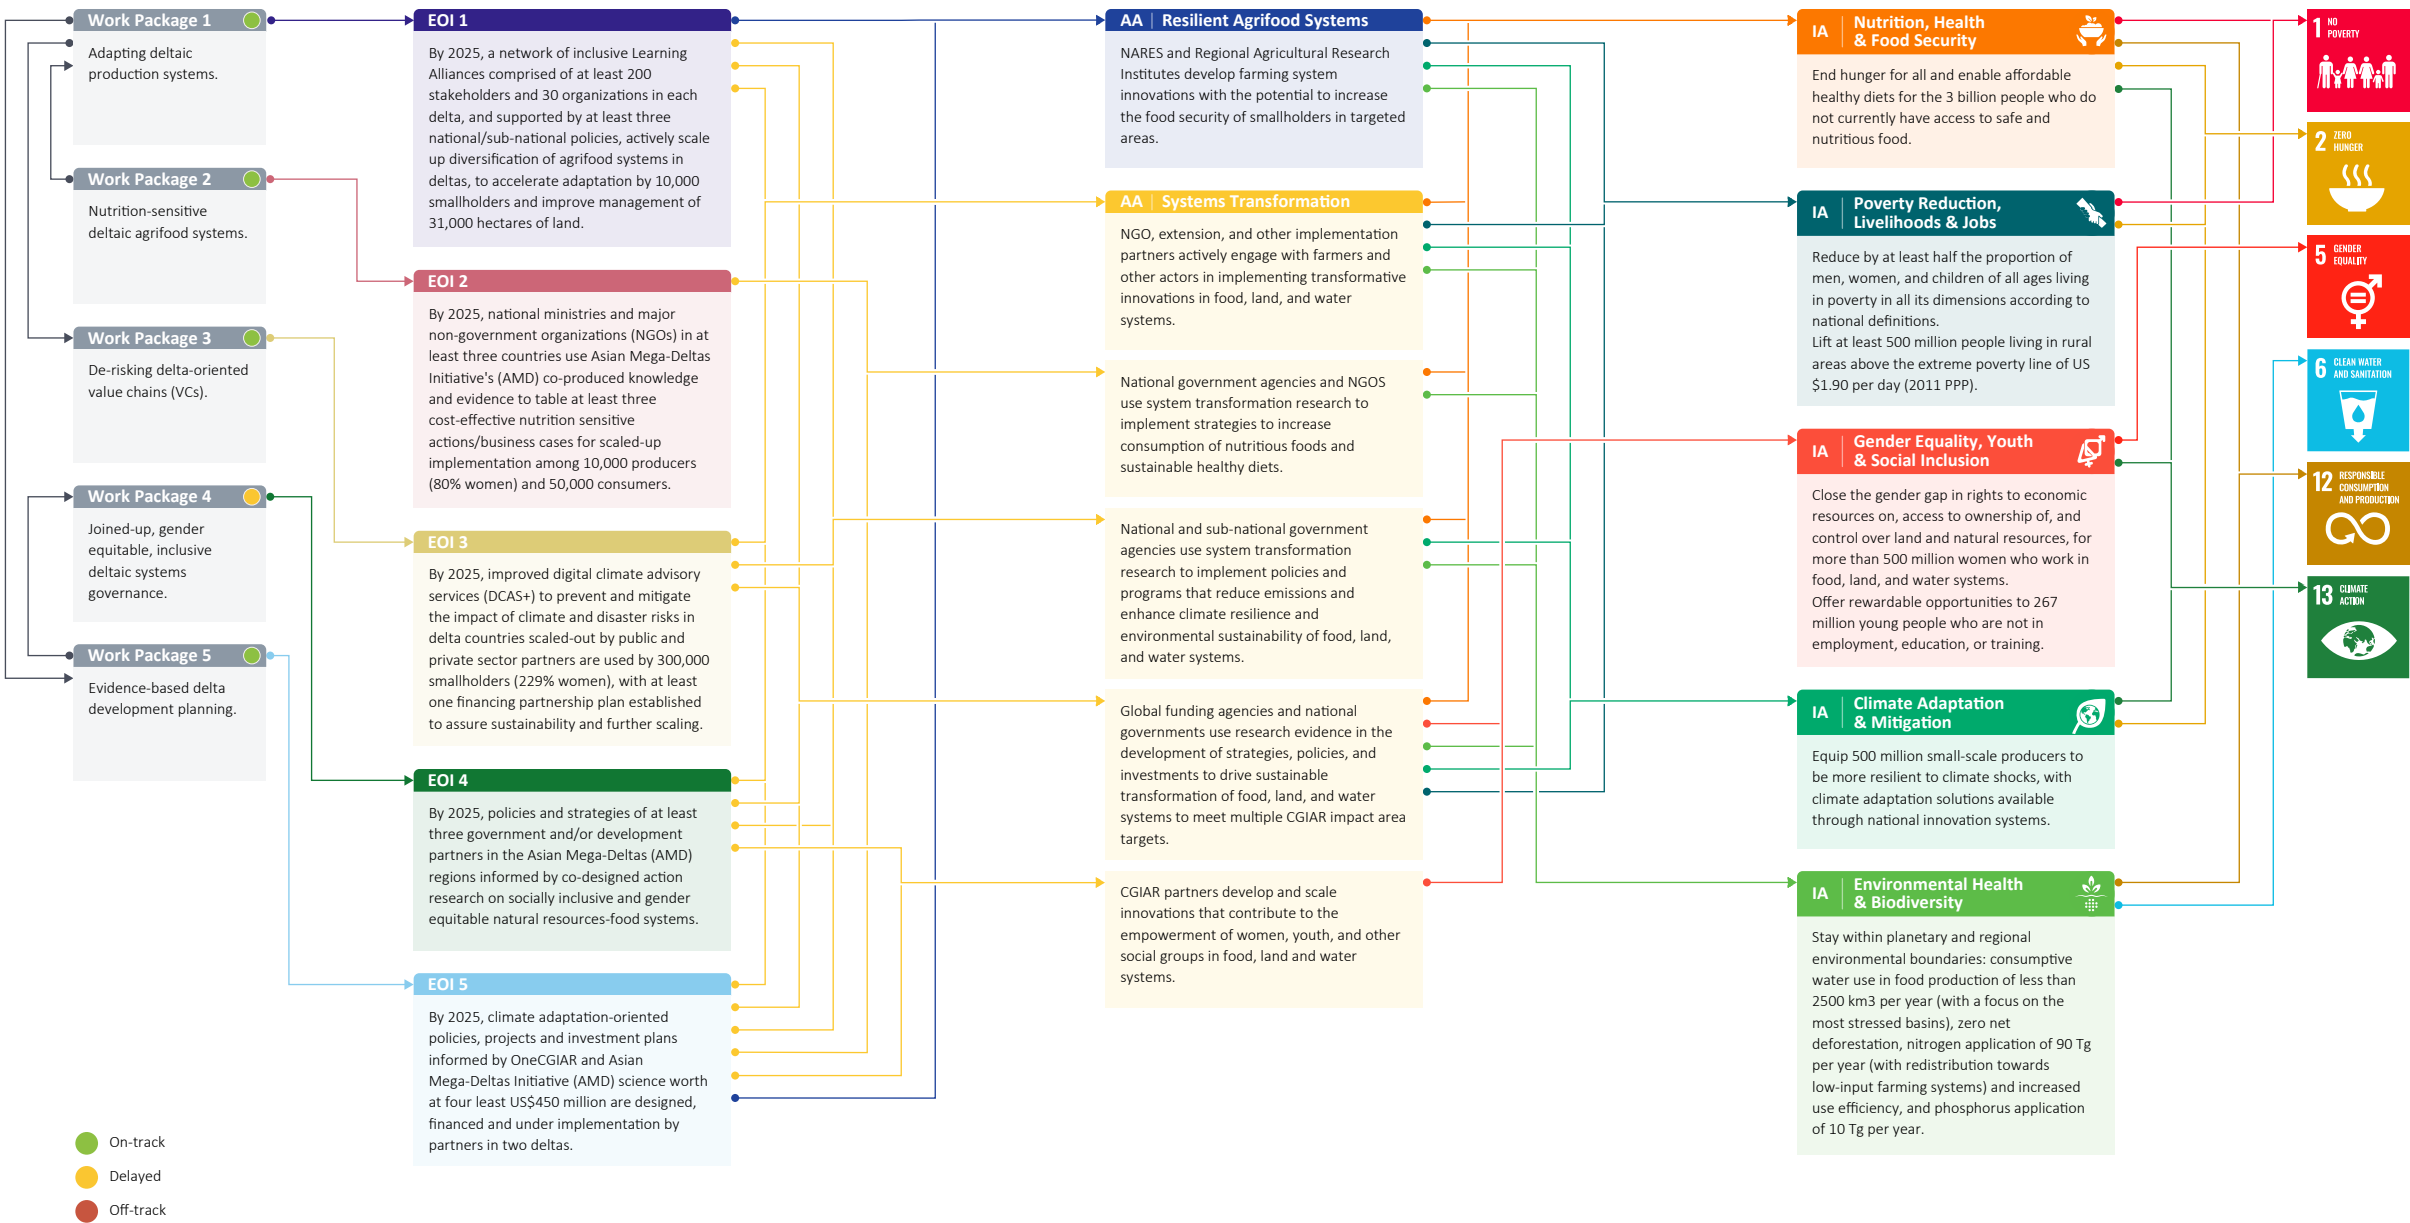 Work Package 1
Adapting deltaic
production systems.
Work Package 2
Nutrition-sensitive
deltaic agrifood systems.
Work Package 3
De-risking delta-oriented
value chains (VCs).
Work Package 4
Joined-up, gender
equitable, inclusive
deltaic systems
governance.
Work Package 5
Evidence-based delta
development planning.
On-track
Delayed
Off-track
EOI 1
By 2025, a network of inclusive Learning
Alliances comprised of at least 200
stakeholders and 30 organizations in each
delta, and supported by at least three
national/sub-national policies, actively scale
up diversification of agrifood systems in
deltas, to accelerate adaptation by 10,000
smallholders and improve management of
31,000 hectares of land.
EOI 2
By 2025, national ministries and major
non-government organizations (NGOs) in at
least three countries use Asian Mega-Deltas
Initiative's (AMD) co-produced knowledge
and evidence to table at least three
cost-effective nutrition sensitive
actions/business cases for scaled-up
implementation among 10,000 producers
(80% women) and 50,000 consumers.
EOI 3
By 2025, improved digital climate advisory
services (DCAS+) to prevent and mitigate
the impact of climate and disaster risks in
delta countries scaled-out by public and
private sector partners are used by 300,000
smallholders (229% women), with at least
one financing partnership plan established
to assure sustainability and further scaling.
EOI 4
By 2025, policies and strategies of at least
three government and/or development
partners in the Asian Mega-Deltas (AMD)
regions informed by co-designed action
research on socially inclusive and gender
equitable natural resources-food systems.
EOI 5
By 2025, climate adaptation-oriented
policies, projects and investment plans
informed by OneCGIAR and Asian
Mega-Deltas Initiative (AMD) science worth
at four least US$450 million are designed,
financed and under implementation by
partners in two deltas.
AA Resilient Agrifood Systems
NARES and Regional Agricultural Research
Institutes develop farming system
innovations with the potential to increase
the food security of smallholders in targeted
areas.
AA Systems Transformation
NGO, extension, and other implementation
partners actively engage with farmers and
other actors in implementing transformative
innovations in food, land, and water
systems.
National government agencies and NGOS
use system transformation research to
implement strategies to increase
consumption of nutritious foods and
sustainable healthy diets.
National and sub-national government
agencies use system transformation
research to implement policies and
programs that reduce emissions and
enhance climate resilience and
environmental sustainability of food, land,
and water systems.
Global funding agencies and national
governments use research evidence in the
development of strategies, policies, and
investments to drive sustainable
transformation of food, land, and water
systems to meet multiple CGIAR impact area
targets.
CGIAR partners develop and scale
innovations that contribute to the
empowerment of women, youth, and other
social groups in food, land and water
systems.
IA Nutrition, Health
& Food Security
End hunger for all and enable affordable
healthy diets for the 3 billion people who do
not currently have access to safe and
nutritious food.
IA Poverty Reduction,
Livelihoods & Jobs
Reduce by at least half the proportion of
men, women, and children of all ages living
in poverty in all its dimensions according to
national definitions.
Lift at least 500 million people living in rural
areas above the extreme poverty line of US
$1.90 per day (2011 PPP).
IA Gender Equality, Youth
& Social Inclusion
Close the gender gap in rights to economic
resources on, access to ownership of, and
control over land and natural resources, for
more than 500 million women who work in
food, land, and water systems.
Offer rewardable opportunities to 267
million young people who are not in
employment, education, or training.
IA Climate Adaptation
& Mitigation
Equip 500 million small-scale producers to
be more resilient to climate shocks, with
climate adaptation solutions available
through national innovation systems.
IA Environmental Health
& Biodiversity
Stay within planetary and regional
environmental boundaries: consumptive
water use in food production of less than
2500 km3 per year (with a focus on the
most stressed basins), zero net
deforestation, nitrogen application of 90 Tg
per year (with redistribution towards
low-input farming systems) and increased
use efficiency, and phosphorus application
of 10 Tg per year.
1 NO
POVERTY
2 ZERO
HUNGER
5 GENDER
EQUALITY
6 CLEAN WATER
AND SANITATION
12 RESPONSIBLE
CONSUMPTION
AND PRODUCTION
13 CLIMATE
ACTION